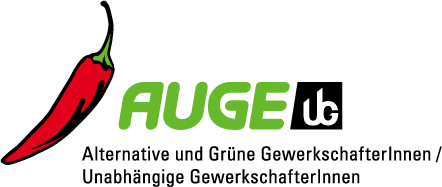 AUGE UG
Alternative und Grüne GewerkschafterInnen /
Unabhängige GewerkschafterInnen